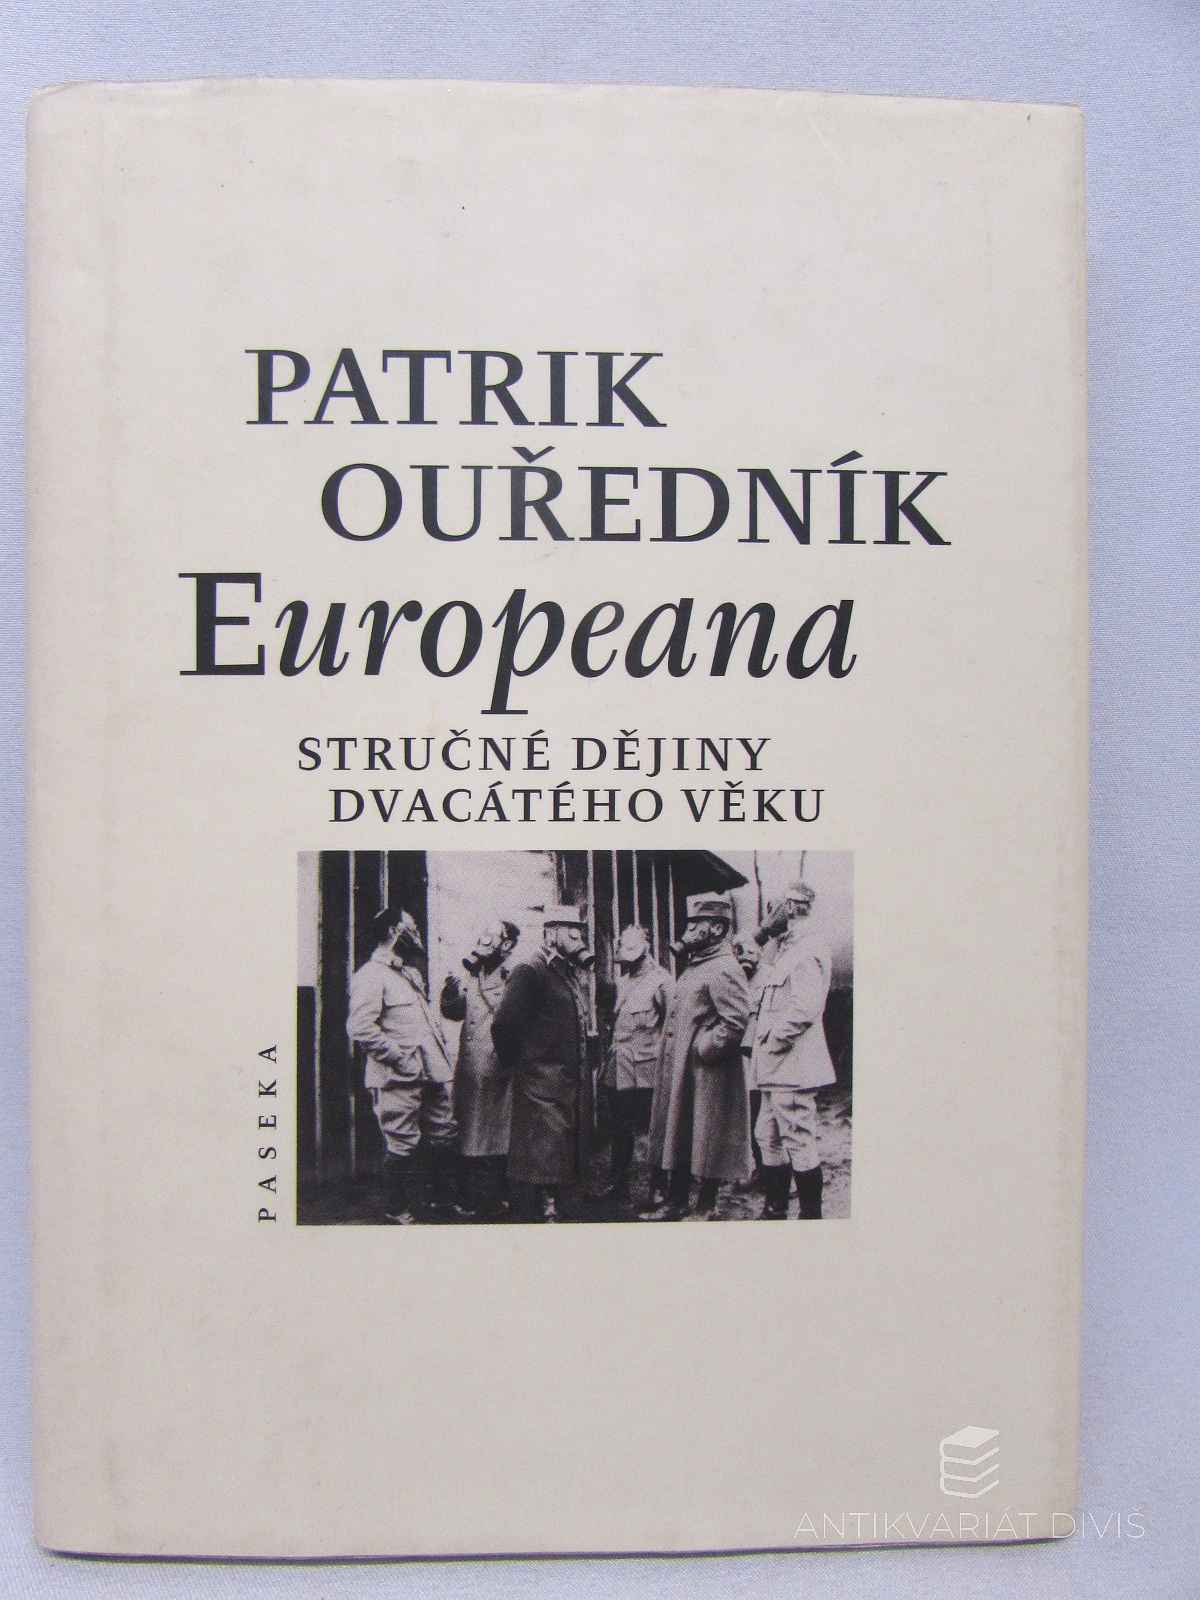 PATRIK
OUŘEDNÍK
Europeana
STRUČNÉ DĚJINY
DVACÁTÉHO VĚKU
PASEKA
ANTIKVARIÁT DIVIŠ